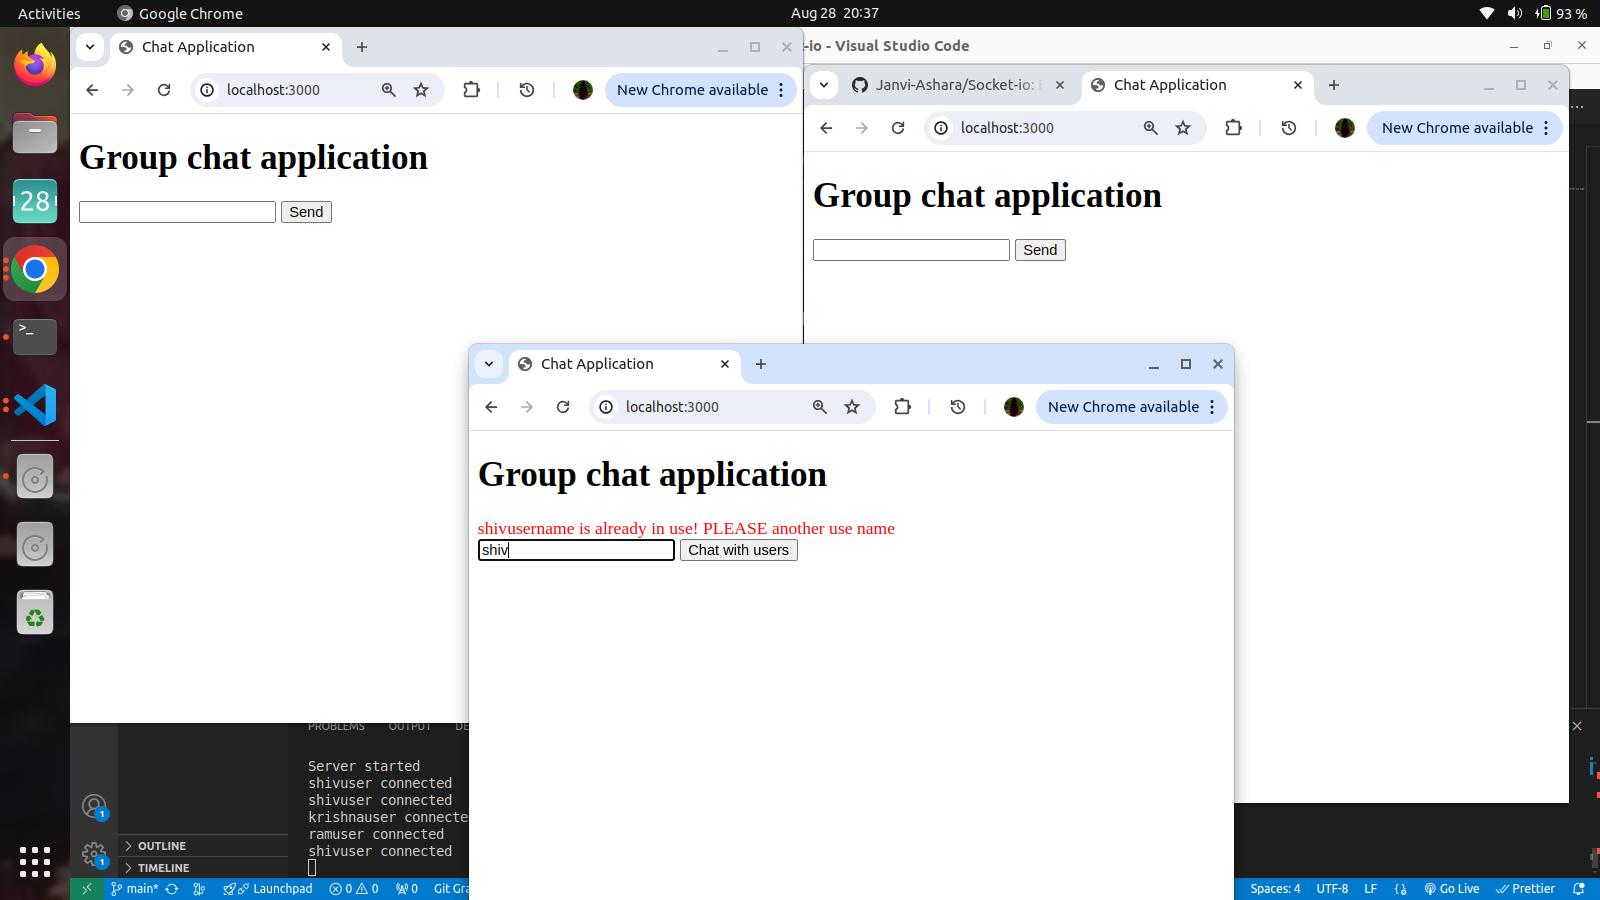 Activities
Google Chrome
Aug 28 20:37
93 %
Chat Application
localhost:3000
New Chrome available
Group chat application
Send
-io - Visual Studio Code
Janvi-Ashara/Socket-io:
Chat Application
localhost:3000
New Chrome available
Group chat application
Send
28
>_
Chat Application
localhost:3000
New Chrome available
Group chat application
shivusername is already in use! PLEASE another use name
shiv
Chat with users
PROBLEMS
OUTPUT
DE
Server started
shivuser connected
shivuser connected
krishnauser connecte
ramuser connected
shivuser connected
1
1
OUTLINE
TIMELINE
main*
Launchpad
0
0
0
Git Gra
Spaces: 4
UTF-8
LF
Go Live
Prettier